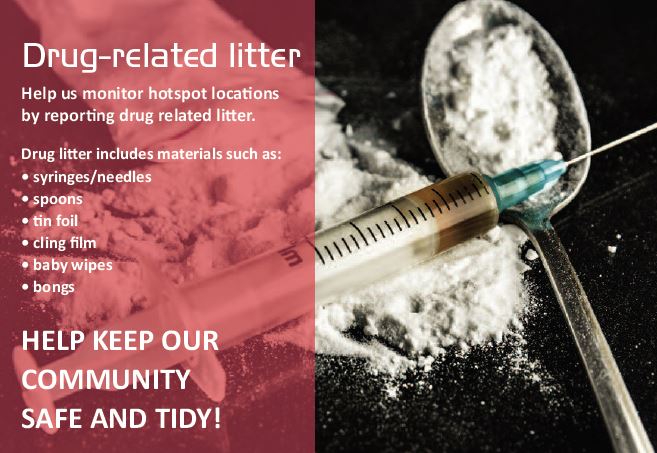 Drug-related litter
Help us monitor hotspot locations
by reporting drug related litter.
Drug litter includes materials such as:
• syringes/needles
• spoons
• tin foil
• cling film
• baby wipes
• bongs
HELP KEEP OUR
COMMUNITY
SAFE AND TIDY!
m